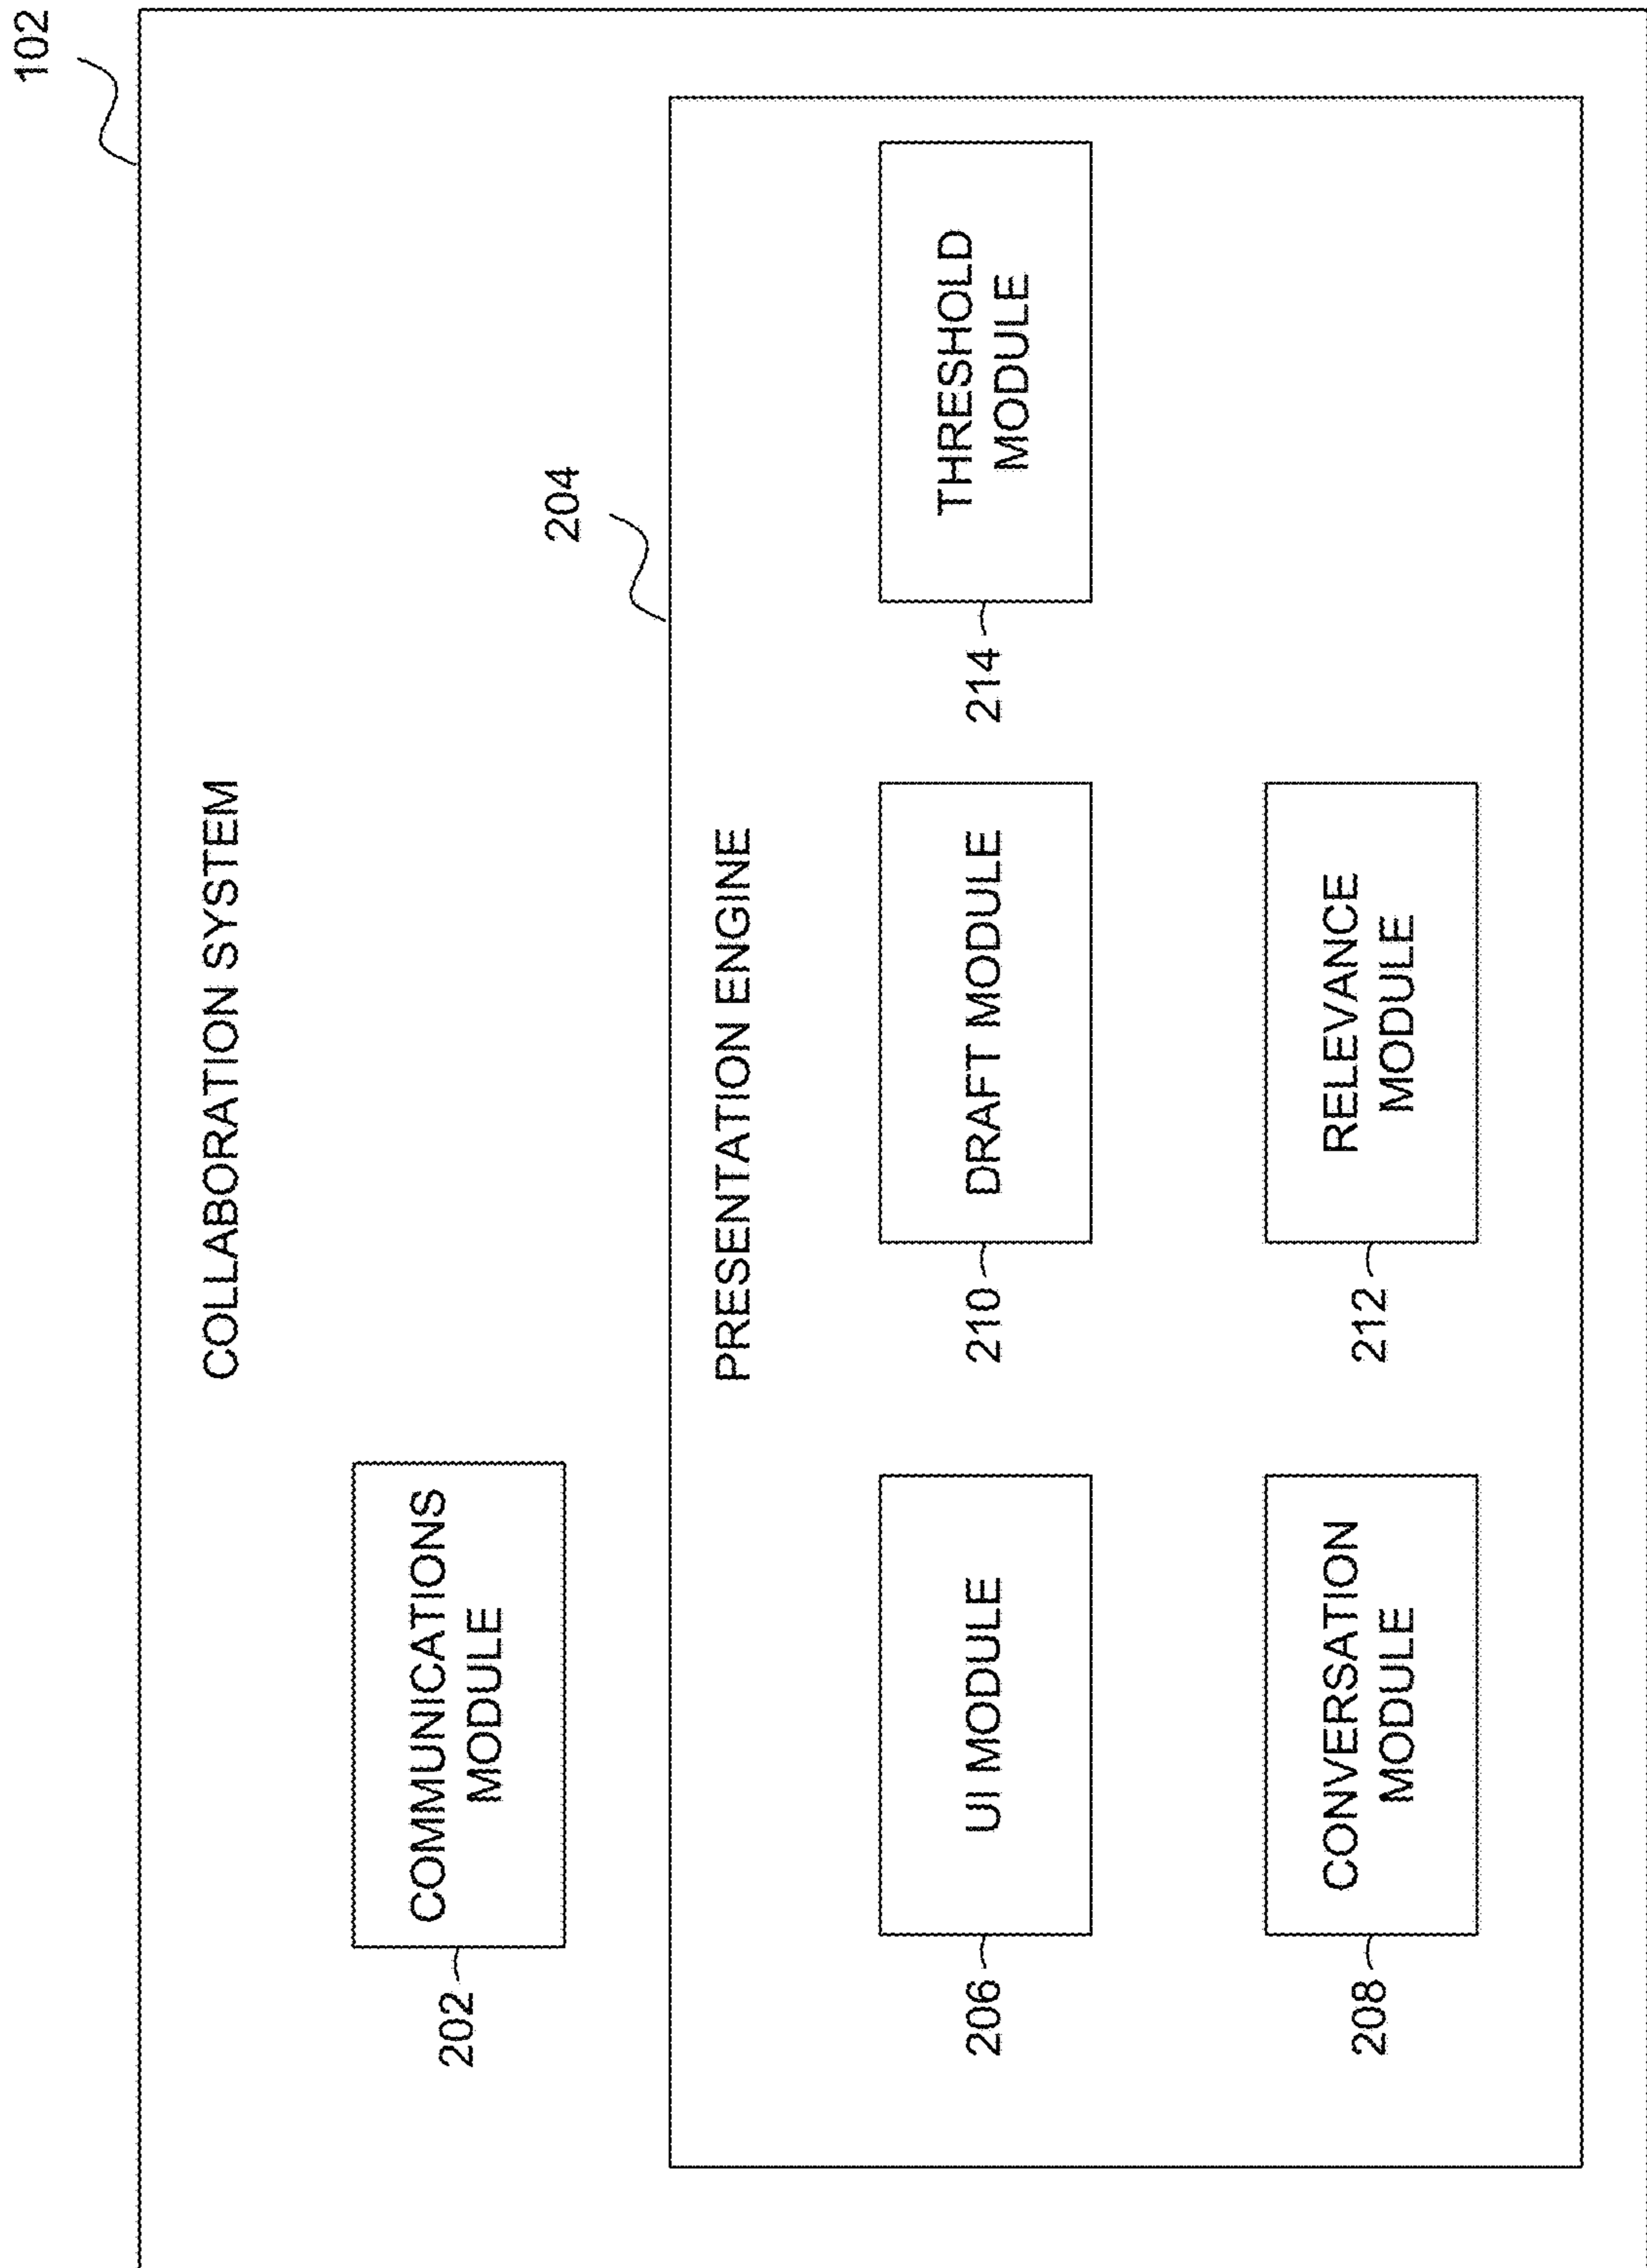 102
COLLABORATION SYSTEM
COMMUNICATIONS
MODULE
202
204
PRESENTATION ENGINE
UI MODULE
206
DRAFT MODULE
210
THRESHOLD
MODULE
214
CONVERSATION
MODULE
208
RELEVANCE
MODULE
212